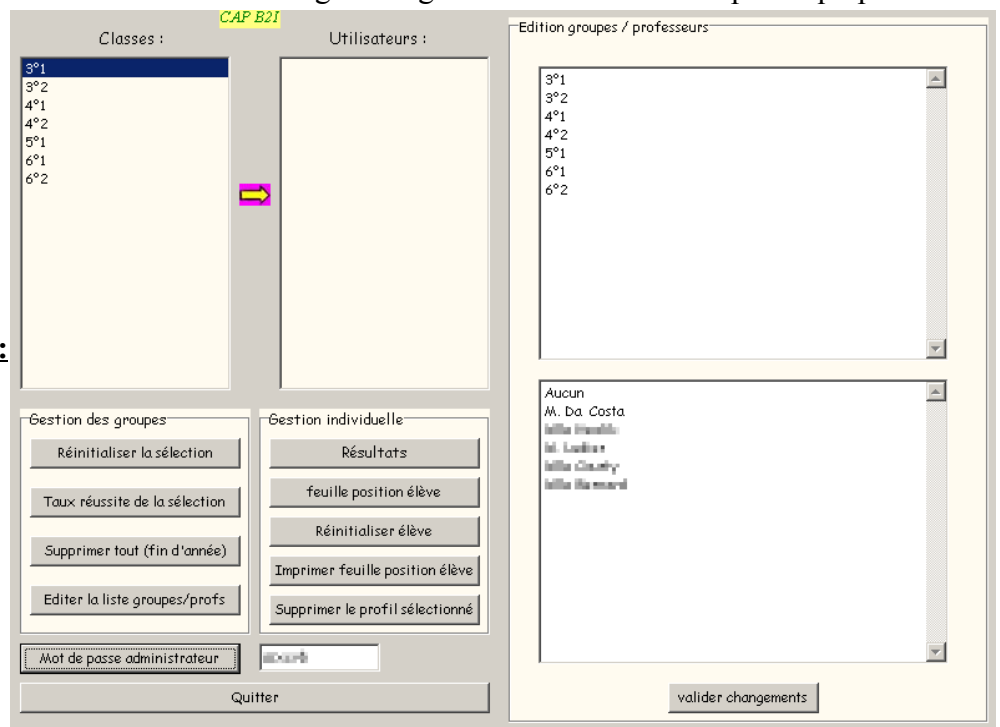 CAP B2I
Classes :
Utilisateurs :
3°1
3°2
4°1
4°2
5°1
6°1
6°2
Gestion des groupes
Réinitialiser la sélection
Taux réussite de la sélection
Supprimer tout (fin d'année)
Editer la liste groupes/profs
Gestion individuelle
Résultats
feuille position élève
Réinitialiser élève
Imprimer feuille position élève
Supprimer le profil sélectionné
Mot de passe administrateur
Quitter
Edition groupes / professeurs
3°1
3°2
4°1
4°2
5°1
6°1
6°2
Aucun
M. Da Costa
valider changements
: